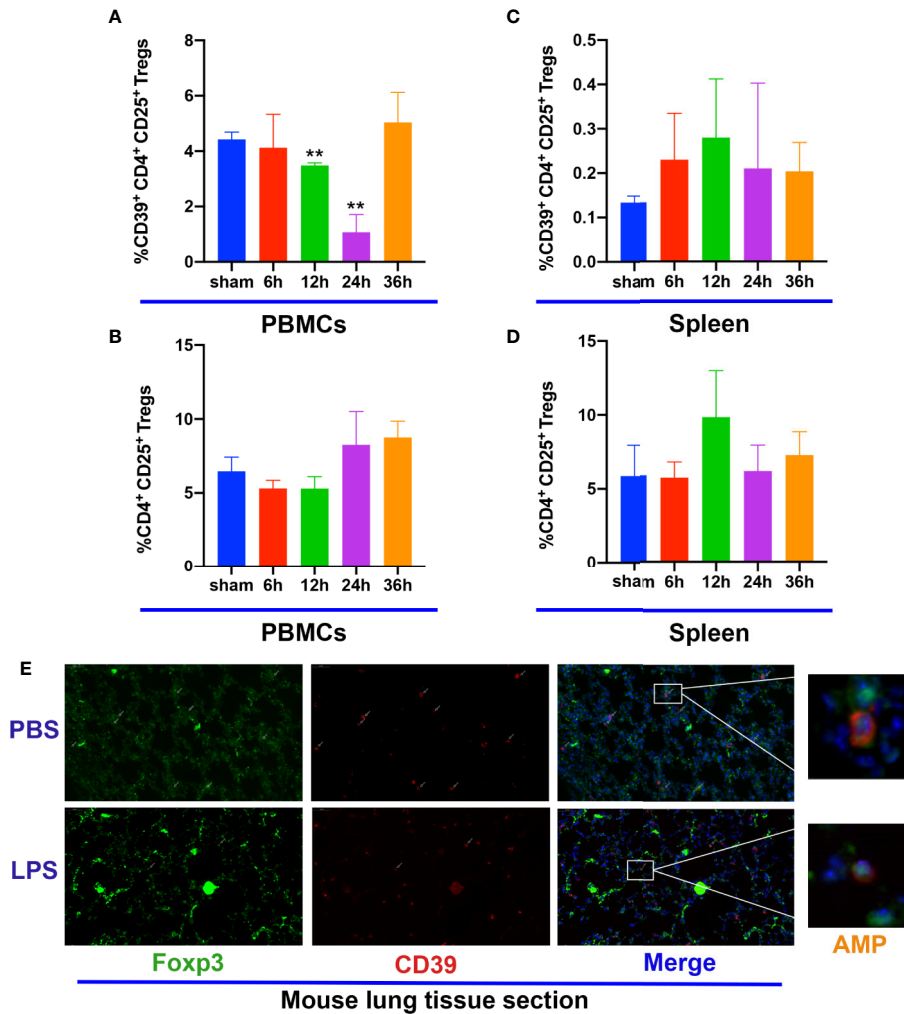 A
%CD39+ CD4+ CD25+ Tregs
8
6
4
2
0
**
**
sham 6h 12h 24h 36h
PBMCs
C
%CD39+ CD4+ CD25+ Tregs
0.5
0.4
0.3
0.2
0.1
0.0
sham 6h 12h 24h 36h
Spleen
B
%CD4+ CD25+ Tregs
15
10
5
0
sham 6h 12h 24h 36h
PBMCs
D
%CD4+ CD25+ Tregs
15
10
5
0
sham 6h 12h 24h 36h
Spleen
E
PBS
LPS
Foxp3 CD39 Merge AMP
Mouse lung tissue section